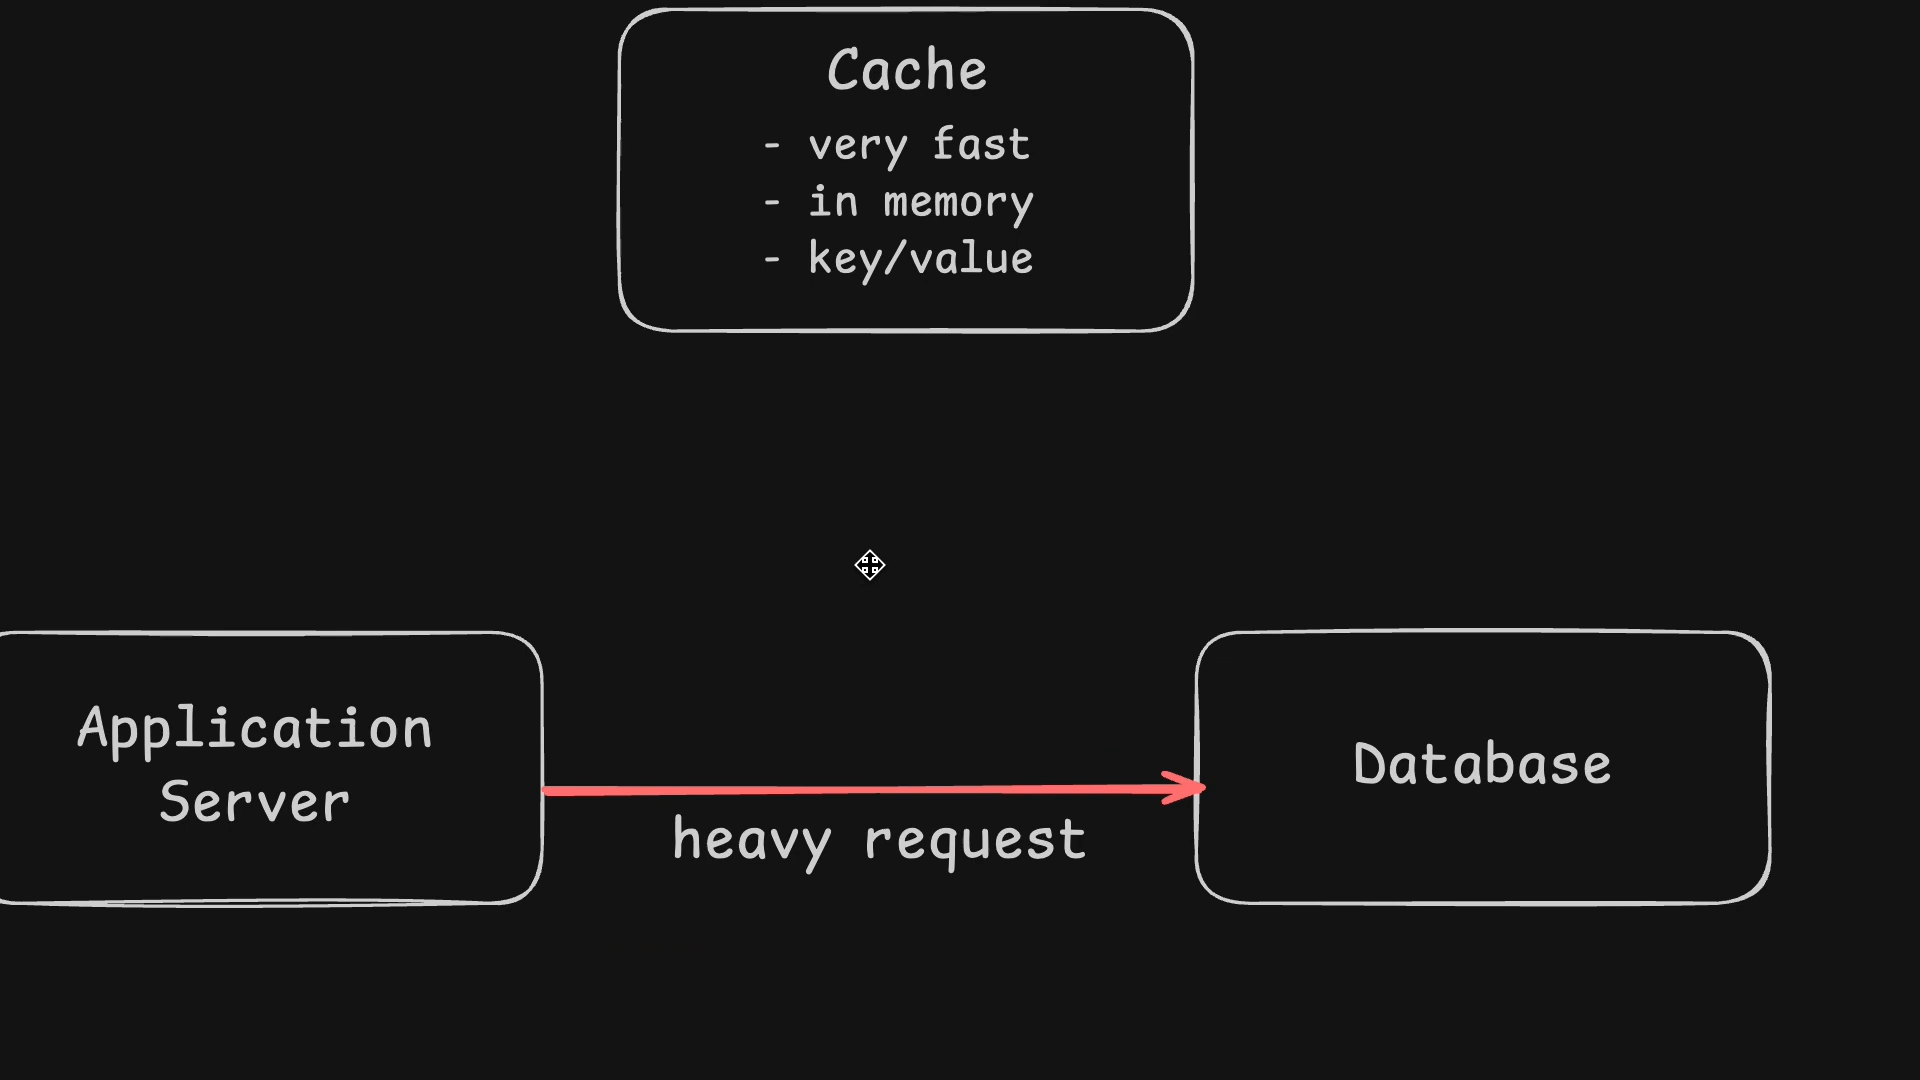 Cache
- very fast
- in memory
- key/value
Application
Server
heavy request
Database